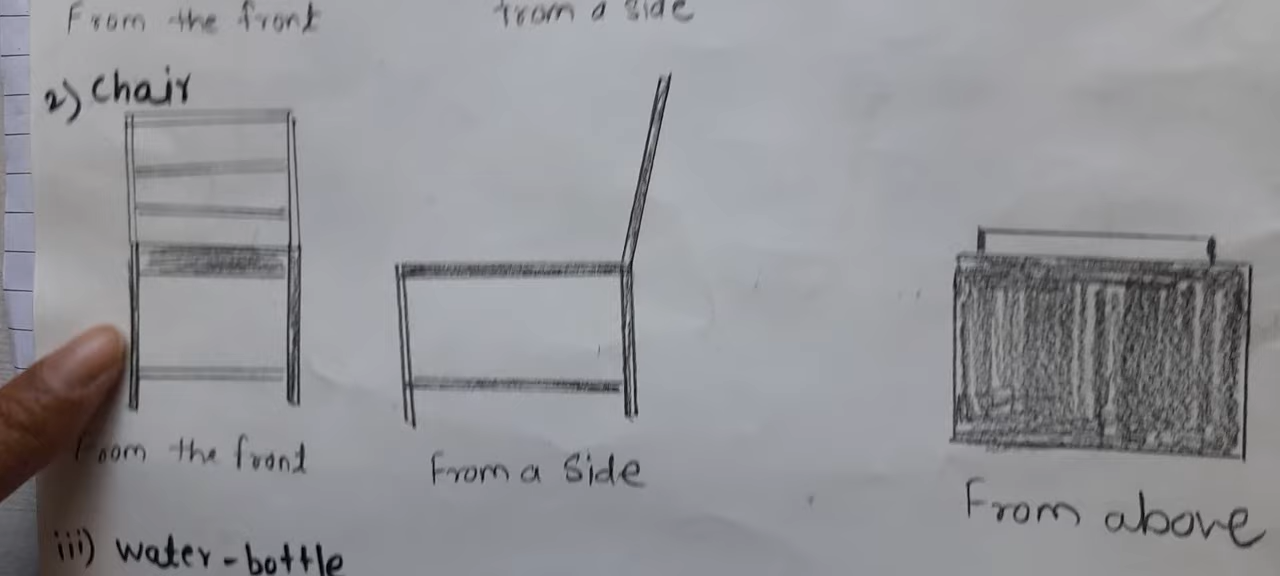 From the front
from a side
2) Chair
From the front
From a side
From above
iii) water-bottle